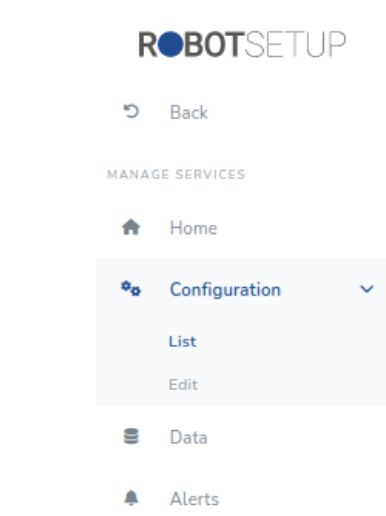 ROBOTSETUP
Back
MANAGE SERVICES
Home
Configuration
List
Edit
Data
Alerts